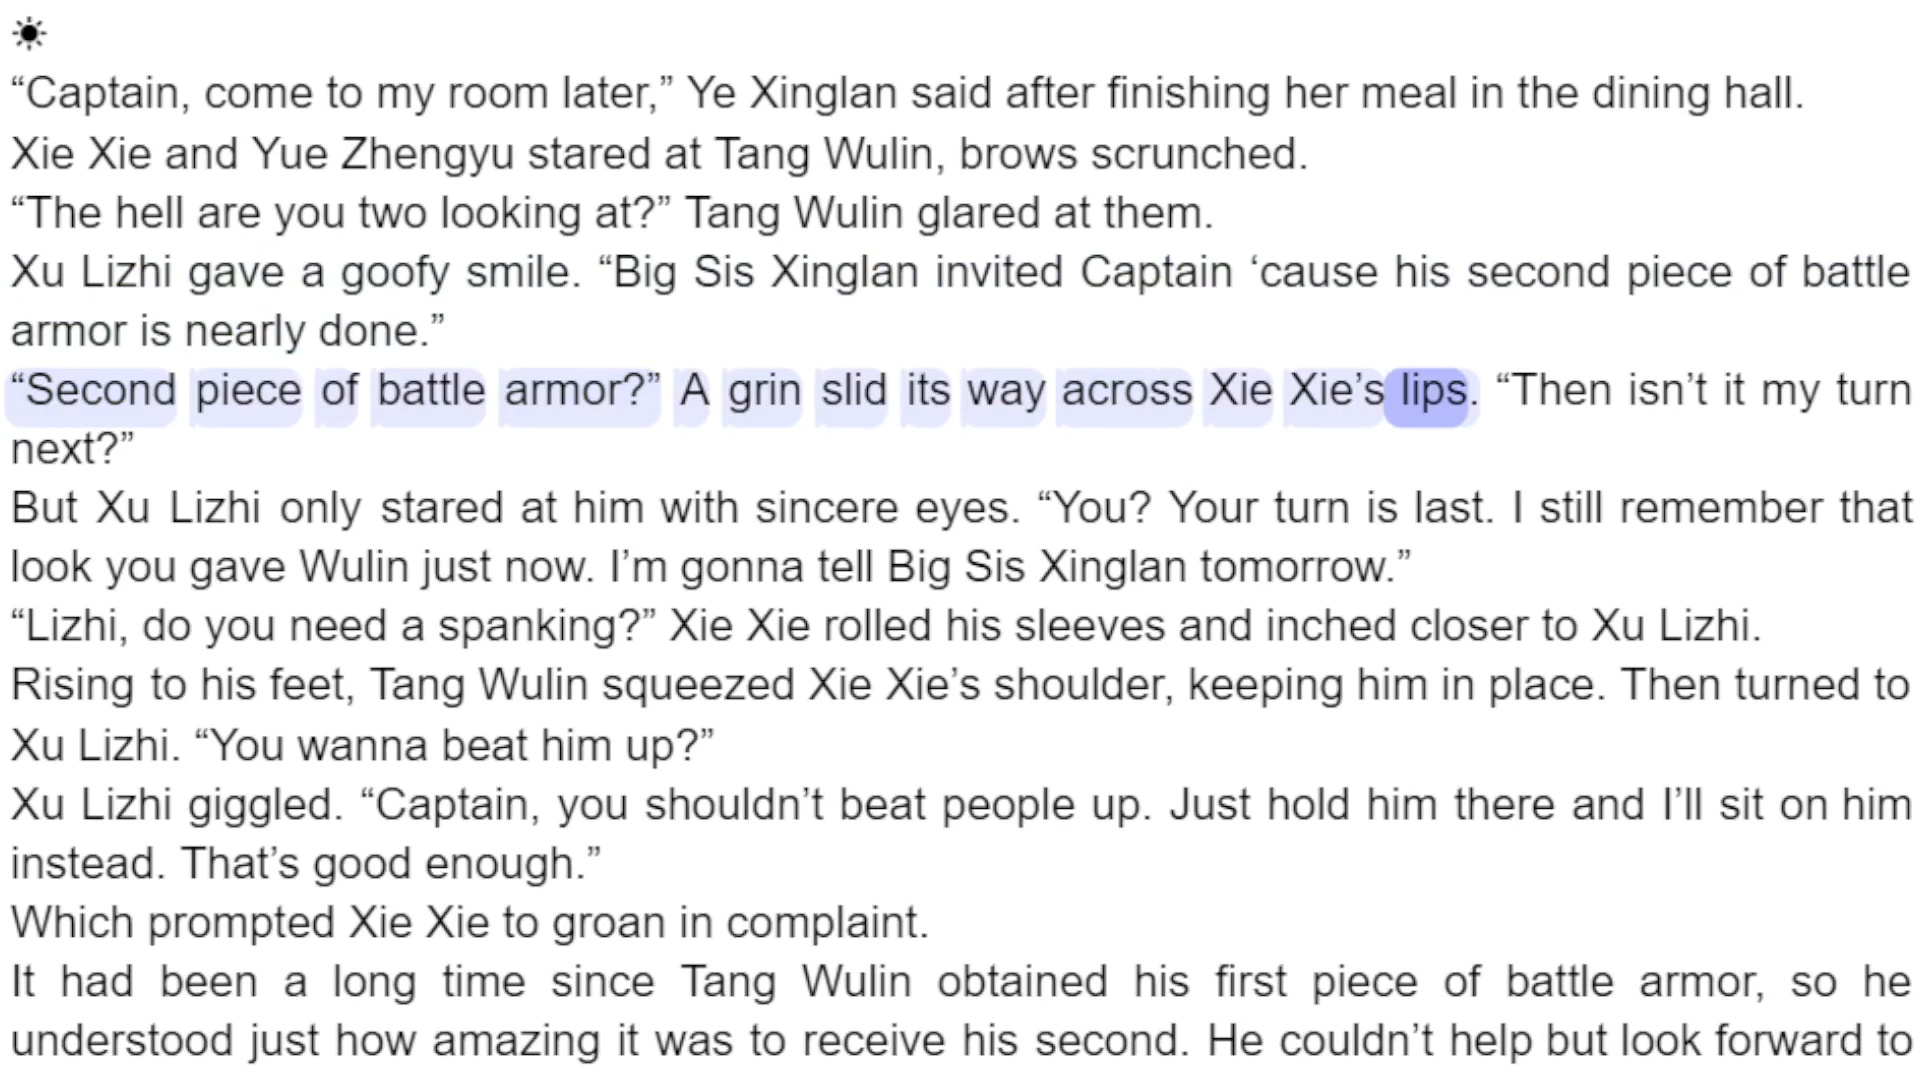 “Captain, come to my room later,” Ye Xinglan said after finishing her meal in the dining hall.
Xie Xie and Yue Zhengyu stared at Tang Wulin, brows scrunched.
“The hell are you two looking at?” Tang Wulin glared at them.
Xu Lizhi gave a goofy smile. “Big Sis Xinglan invited Captain ‘cause his second piece of battle
armor is nearly done.”
“Second piece of battle armor?” A grin slid its way across Xie Xie’s lips. “Then isn’t it my turn
next?”
But Xu Lizhi only stared at him with sincere eyes. “You? Your turn is last. I still remember that
look you gave Wulin just now. I’m gonna tell Big Sis Xinglan tomorrow.”
“Lizhi, do you need a spanking?” Xie Xie rolled his sleeves and inched closer to Xu Lizhi.
Rising to his feet, Tang Wulin squeezed Xie Xie’s shoulder, keeping him in place. Then turned to
Xu Lizhi. “You wanna beat him up?”
Xu Lizhi giggled. “Captain, you shouldn’t beat people up. Just hold him there and I’ll sit on him
instead. That’s good enough.”
Which prompted Xie Xie to groan in complaint.
It had been a long time since Tang Wulin obtained his first piece of battle armor, so he
understood just how amazing it was to receive his second. He couldn’t help but look forward to